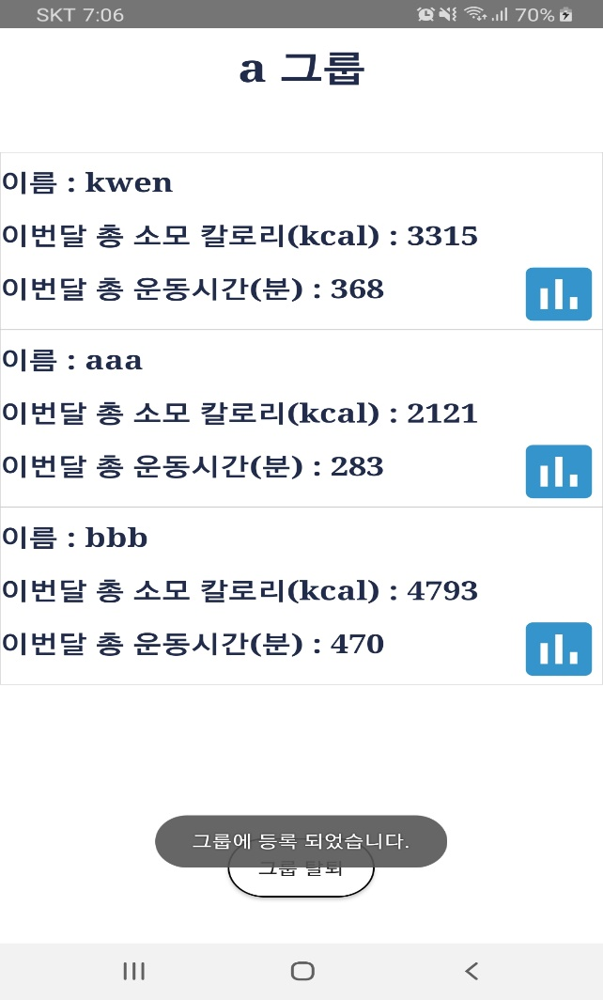 SKT 7:06 70%
a 그룹
이름 : kwen
이번달 총 소모 칼로리(kcal) : 3315
이번달 총 운동시간(분) : 368
이름 : aaa
이번달 총 소모 칼로리(kcal) : 2121
이번달 총 운동시간(분) : 283
이름 : bbb
이번달 총 소모 칼로리(kcal) : 4793
이번달 총 운동시간(분) : 470
그룹에 등록 되었습니다.
그룹 탈퇴